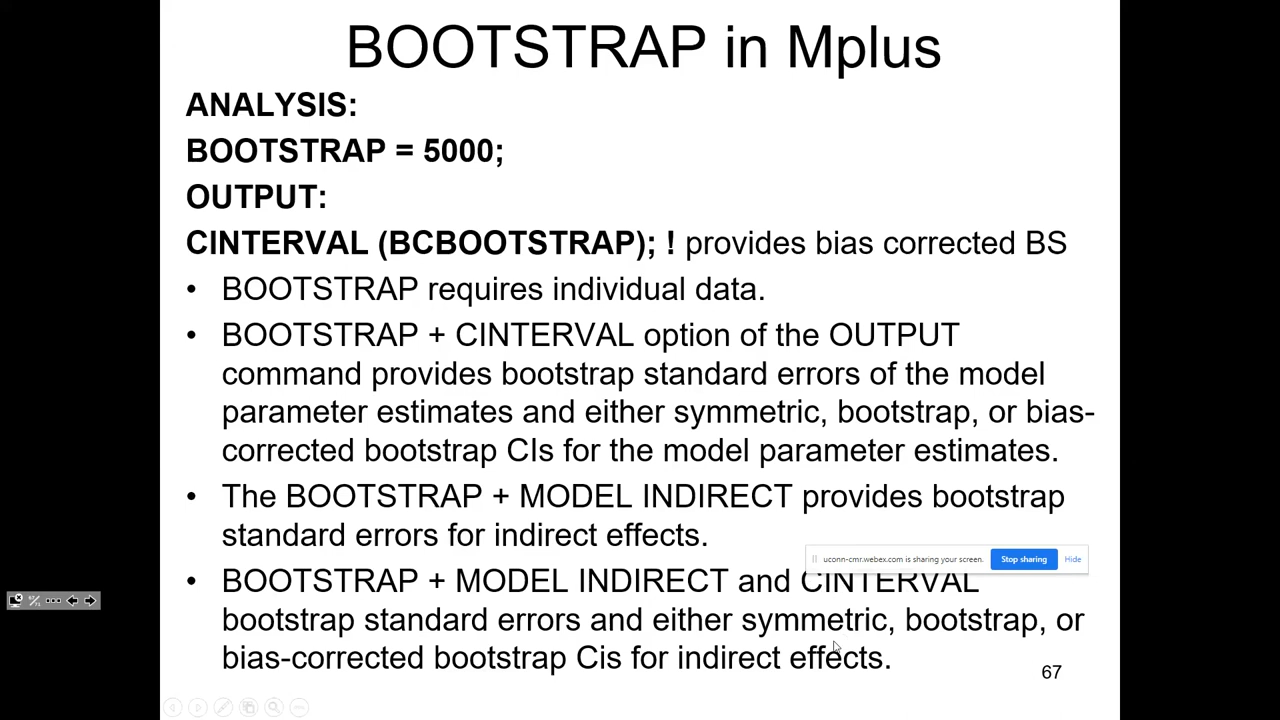 BOOTSTRAP in Mplus
ANALYSIS:
BOOTSTRAP = 5000;
OUTPUT:
CINTERVAL (BCBOOTSTRAP); ! provides bias corrected BS
• BOOTSTRAP requires individual data.
• BOOTSTRAP + CINTERVAL option of the OUTPUT
command provides bootstrap standard errors of the model
parameter estimates and either symmetric, bootstrap, or bias-
corrected bootstrap CIs for the model parameter estimates.
• The BOOTSTRAP + MODEL INDIRECT provides bootstrap
standard errors for indirect effects.
uconn-cmr.webex.com is sharing your screen. Stop sharing Hide
• BOOTSTRAP + MODEL INDIRECT and CINTERVAL
bootstrap standard errors and either symmetric, bootstrap, or
bias-corrected bootstrap Cis for indirect effects.
67